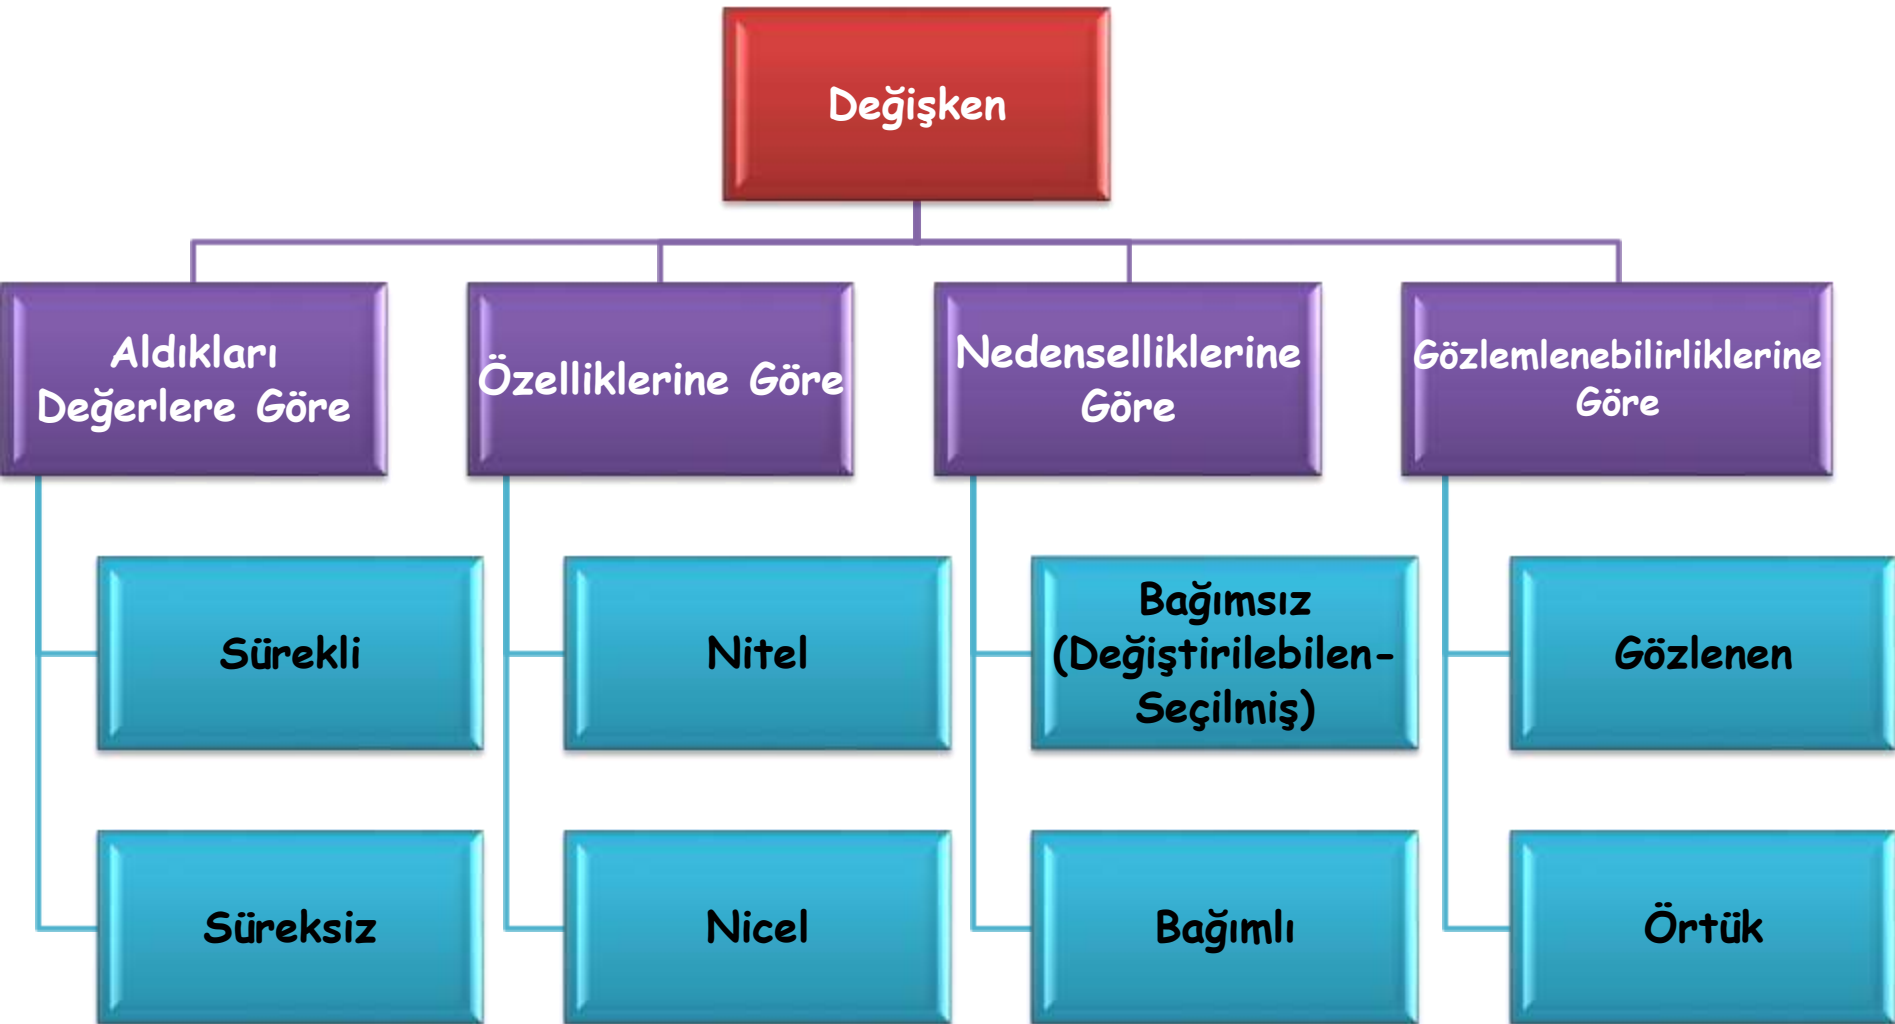 Değişken
Aldıkları
Değerlere Göre
Özelliklerine Göre
Nedenselliklerine
Göre
Gözlemlenebilirliklerine
Göre
Sürekli
Nitel
Bağımsız
(Değiştirilebilen-
Seçilmiş)
Gözlenen
Süreksiz
Nicel
Bağımlı
Örtük